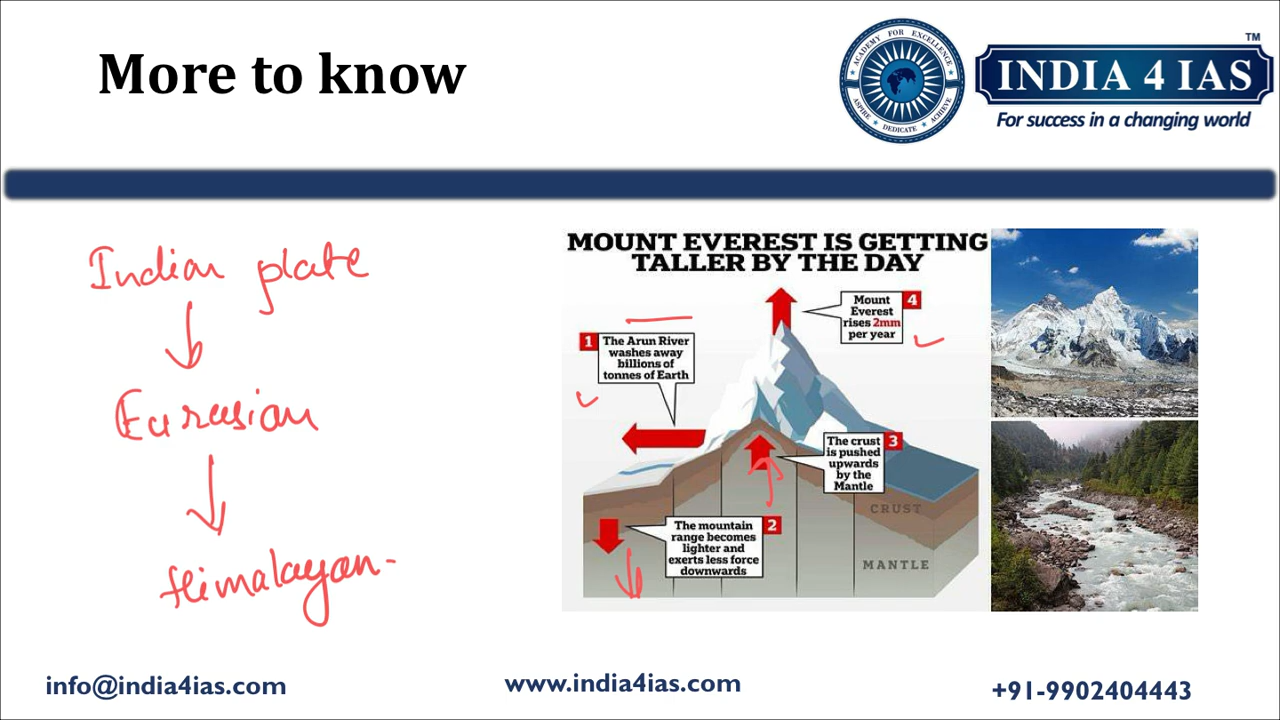 More to know
ACADEMY FOR EXCELLENCE
ASPIRE ★ DEDICATE ★ ACHIEVE
INDIA 4 IAS
TM
For success in a changing world
Indian plate
Eurasian
Himalayan-
MOUNT EVEREST IS GETTING
TALLER BY THE DAY
1
The Arun River
washes away
billions of
tonnes of Earth
4
Mount
Everest
rises 2mm
per year
3
The crust
is pushed
upwards
by the
Mantle
2
The mountain
range becomes
lighter and
exerts less force
downwards
CRUST
MANTLE
info@india4ias.com
www.india4ias.com
+91-9902404443